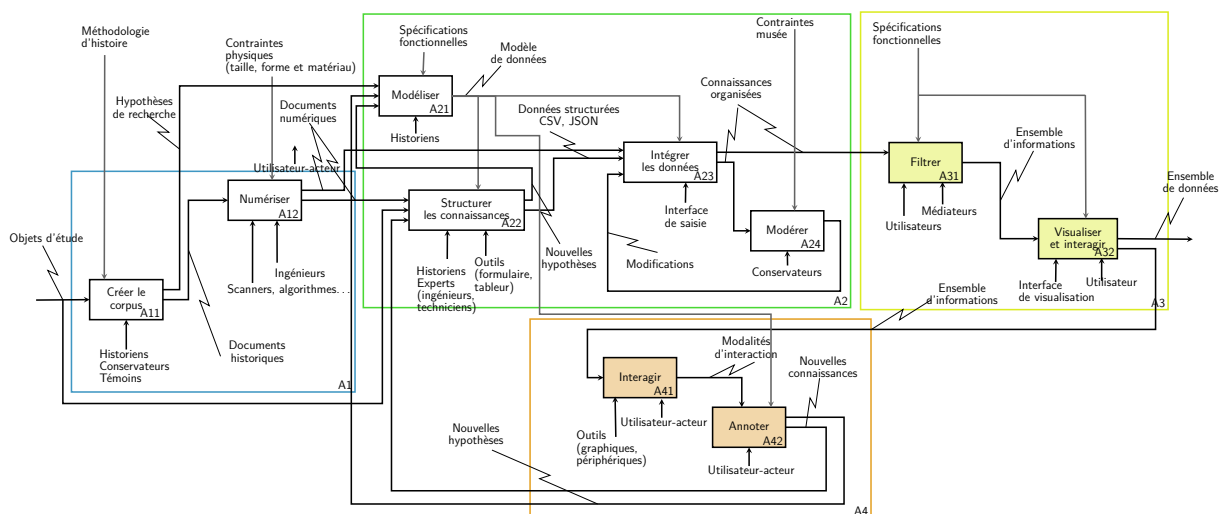 Méthodologie
d'histoire
Contraintes
physiques
(taille, forme et matériau)
Spécifications
fonctionnelles
Modèle
de données
Contraintes
musée
Spécifications
fonctionnelles
Hypothèses
de recherche
Documents
numériques
Modéliser
A21
Historiens
Données structurées
CSV, JSON
Connaissances
organisées
Utilisateur-acteur
Numériser
A12
Ingénieurs
Scanners, algorithmes...
Structurer
les connaissances
A22
Historiens
Experts
(ingénieurs,
techniciens)
Outils
(formulaire,
tableur)
Nouvelles
hypothèses
Intégrer
les données
A23
Interface
de saisie
Modifications
Modérer
A24
Conservateurs
A2
Filtrer
A31
Utilisateurs
Médiateurs
Ensemble
d'informations
Visualiser
et interagir
A32
Interface
de visualisation
Utilisateur
Ensemble
de données
A3
Objets d'étude
Créer le
corpus
A11
Historiens
Conservateurs
Témoins
Documents
historiques
A1
Ensemble
d'informations
Interagir
A41
Utilisateur-acteur
Outils
(graphiques,
périphériques)
Modalités
d'interaction
Annoter
A42
Utilisateur-acteur
Nouvelles
connaissances
Nouvelles
hypothèses
A4